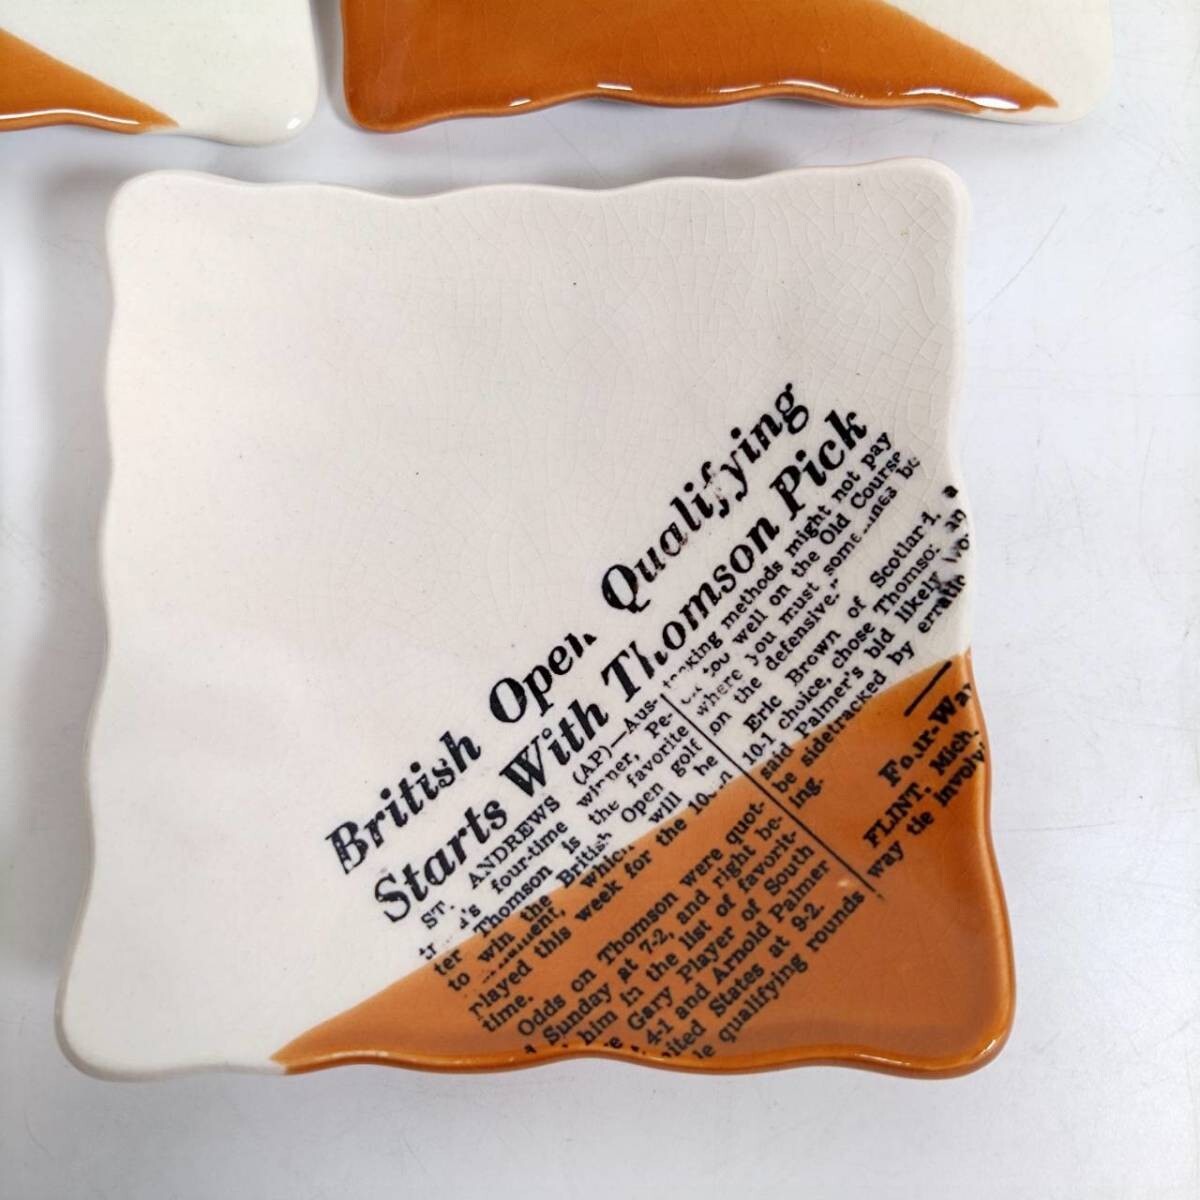 British Open Qualifying
Starts With Thomson Pick
ST. ANDREWS (AP)—Aus-
four-time winner, Pe-
ter Thomson is the favorite
to win the British Open golf
which will be
played this week for the
time.
Odds on Thomson were quot-
Sunday at 7-2, and right be-
him in the list of favorit-
Gary Player of South
4-1 and Arnold Palmer
States at 9-2.
qualifying rounds
methods might not pay
too well on the Old Course
where you must
on the defensive."
Eric Brown of
10-1 choice, chose
said Palmer's bid likely
be sidetracked by erratic
ing.
FLINT, Mich.
way tie